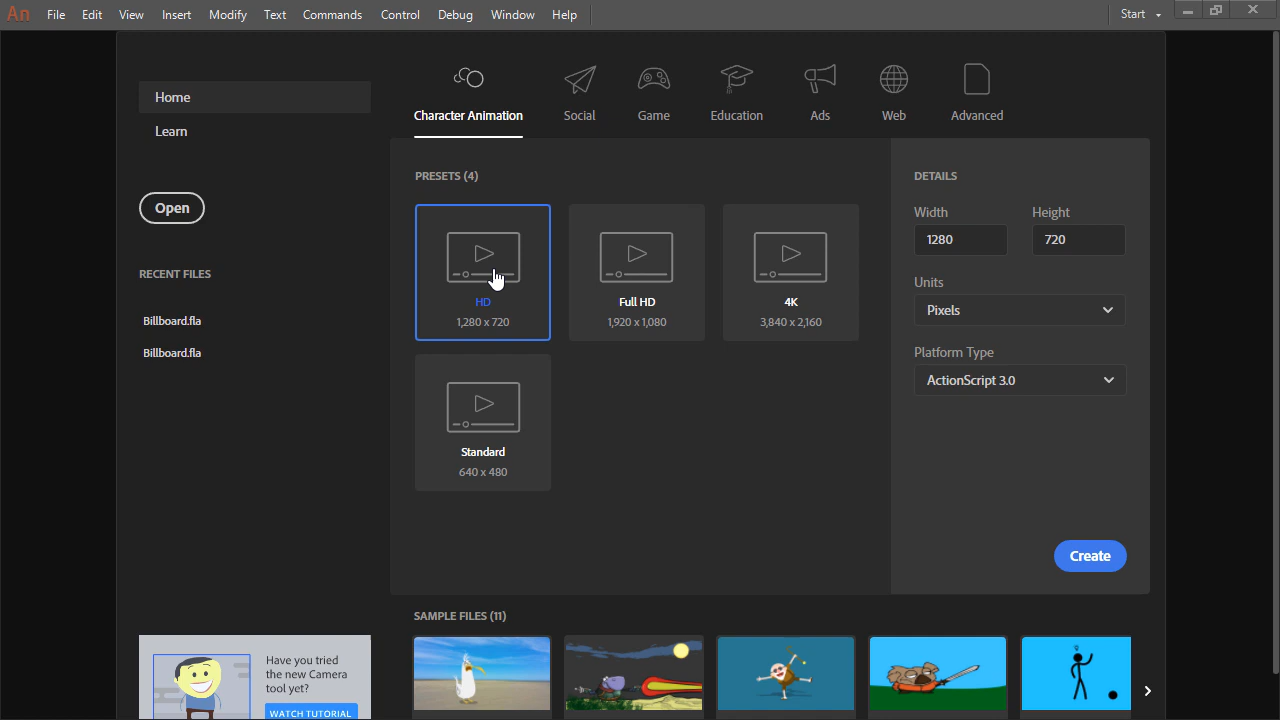 An File Edit View Insert Modify Text Commands Control Debug Window Help Start
Home
Learn
Open
RECENT FILES
Billboard.fla
Billboard.fla
Have you tried
the new Camera
tool yet?
WATCH TUTORIAL
Character Animation Social Game Education Ads Web Advanced
PRESETS (4)
HD
1,280 x 720
Full HD
1,920 x 1,080
4K
3,840 x 2,160
Standard
640 x 480
DETAILS
Width Height
1280 720
Units
Pixels
Platform Type
ActionScript 3.0
Create
SAMPLE FILES (11)